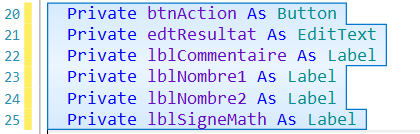 20 Private btnAction As Button
21 Private edtResultat As EditText
22 Private lblCommentaire As Label
23 Private lblNombre1 As Label
24 Private lblNombre2 As Label
25 Private lblSigneMath As Label